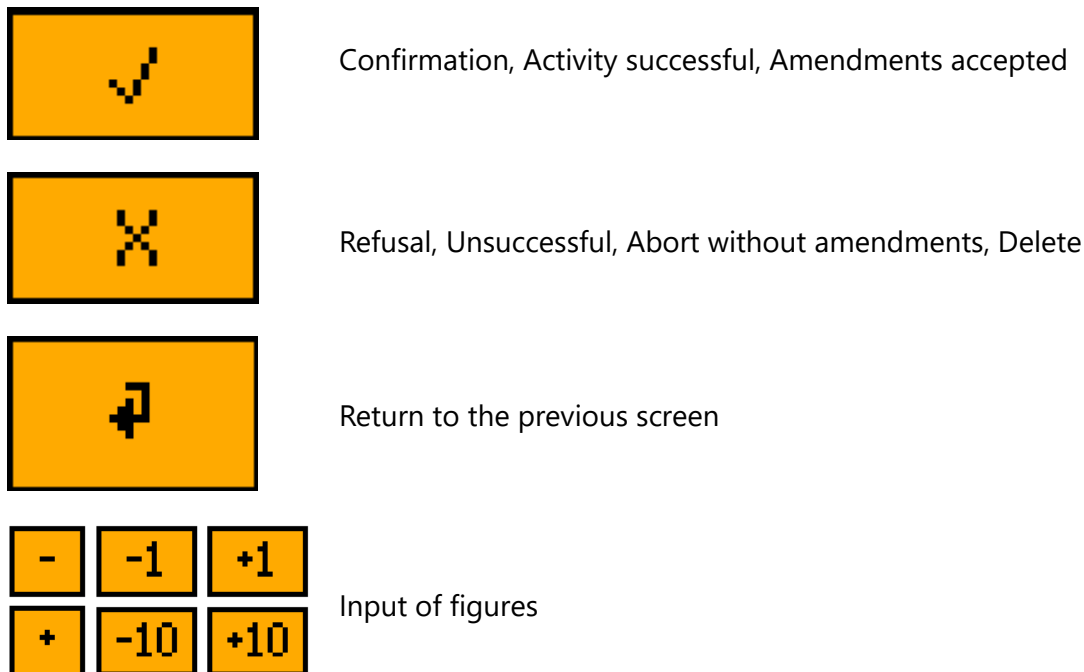 Confirmation, Activity successful, Amendments accepted
Refusal, Unsuccessful, Abort without amendments, Delete
Return to the previous screen
- -1 +1
Input of figures
+ -10 +10